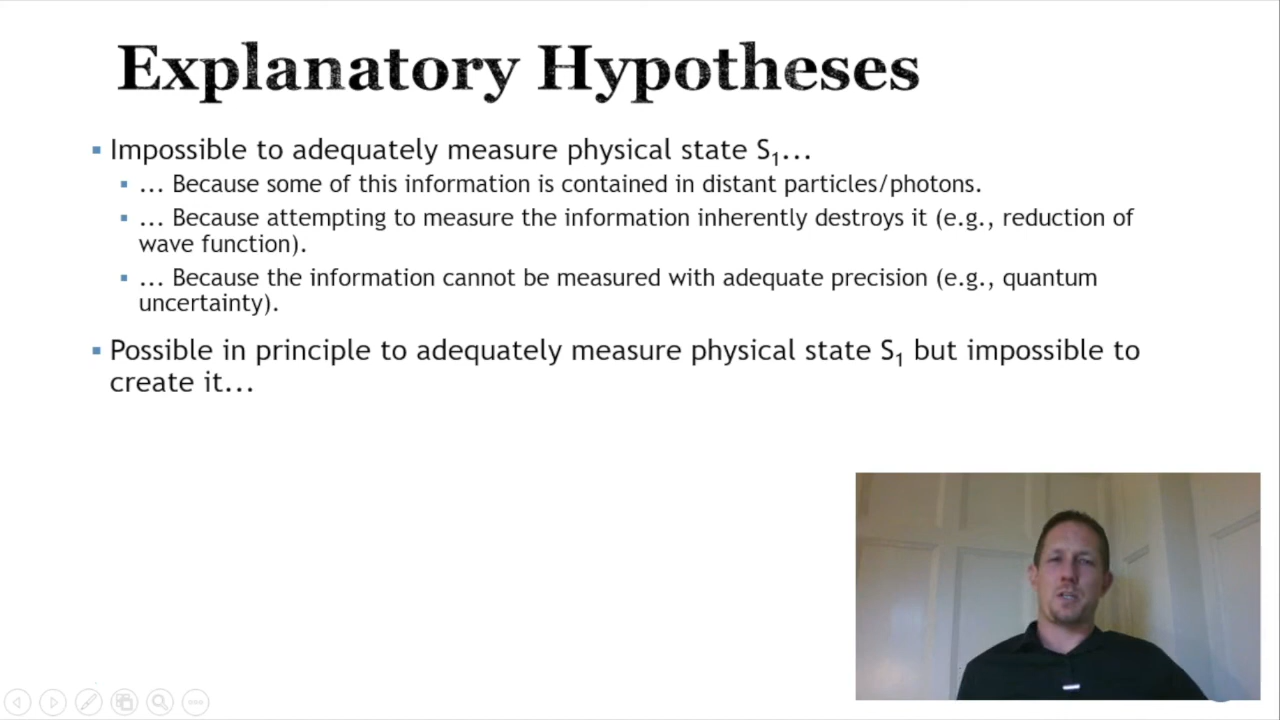 Explanatory Hypotheses
▪ Impossible to adequately measure physical state S₁...
▪ ... Because some of this information is contained in distant particles/photons.
▪ ... Because attempting to measure the information inherently destroys it (e.g., reduction of
wave function).
▪ ... Because the information cannot be measured with adequate precision (e.g., quantum
uncertainty).
▪ Possible in principle to adequately measure physical state S₁ but impossible to
create it...